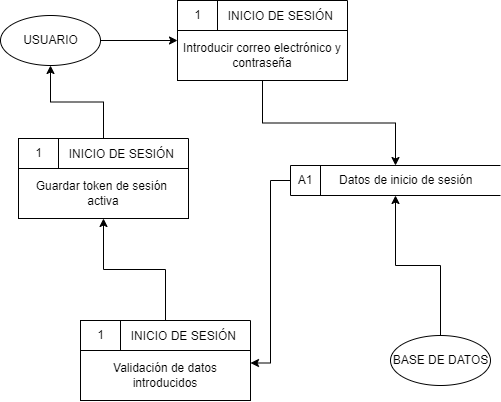 1 INICIO DE SESIÓN
USUARIO
Introducir correo electrónico y
contraseña
1 INICIO DE SESIÓN
Guardar token de sesión
activa
A1 Datos de inicio de sesión
1 INICIO DE SESIÓN
Validación de datos
introducidos
BASE DE DATOS